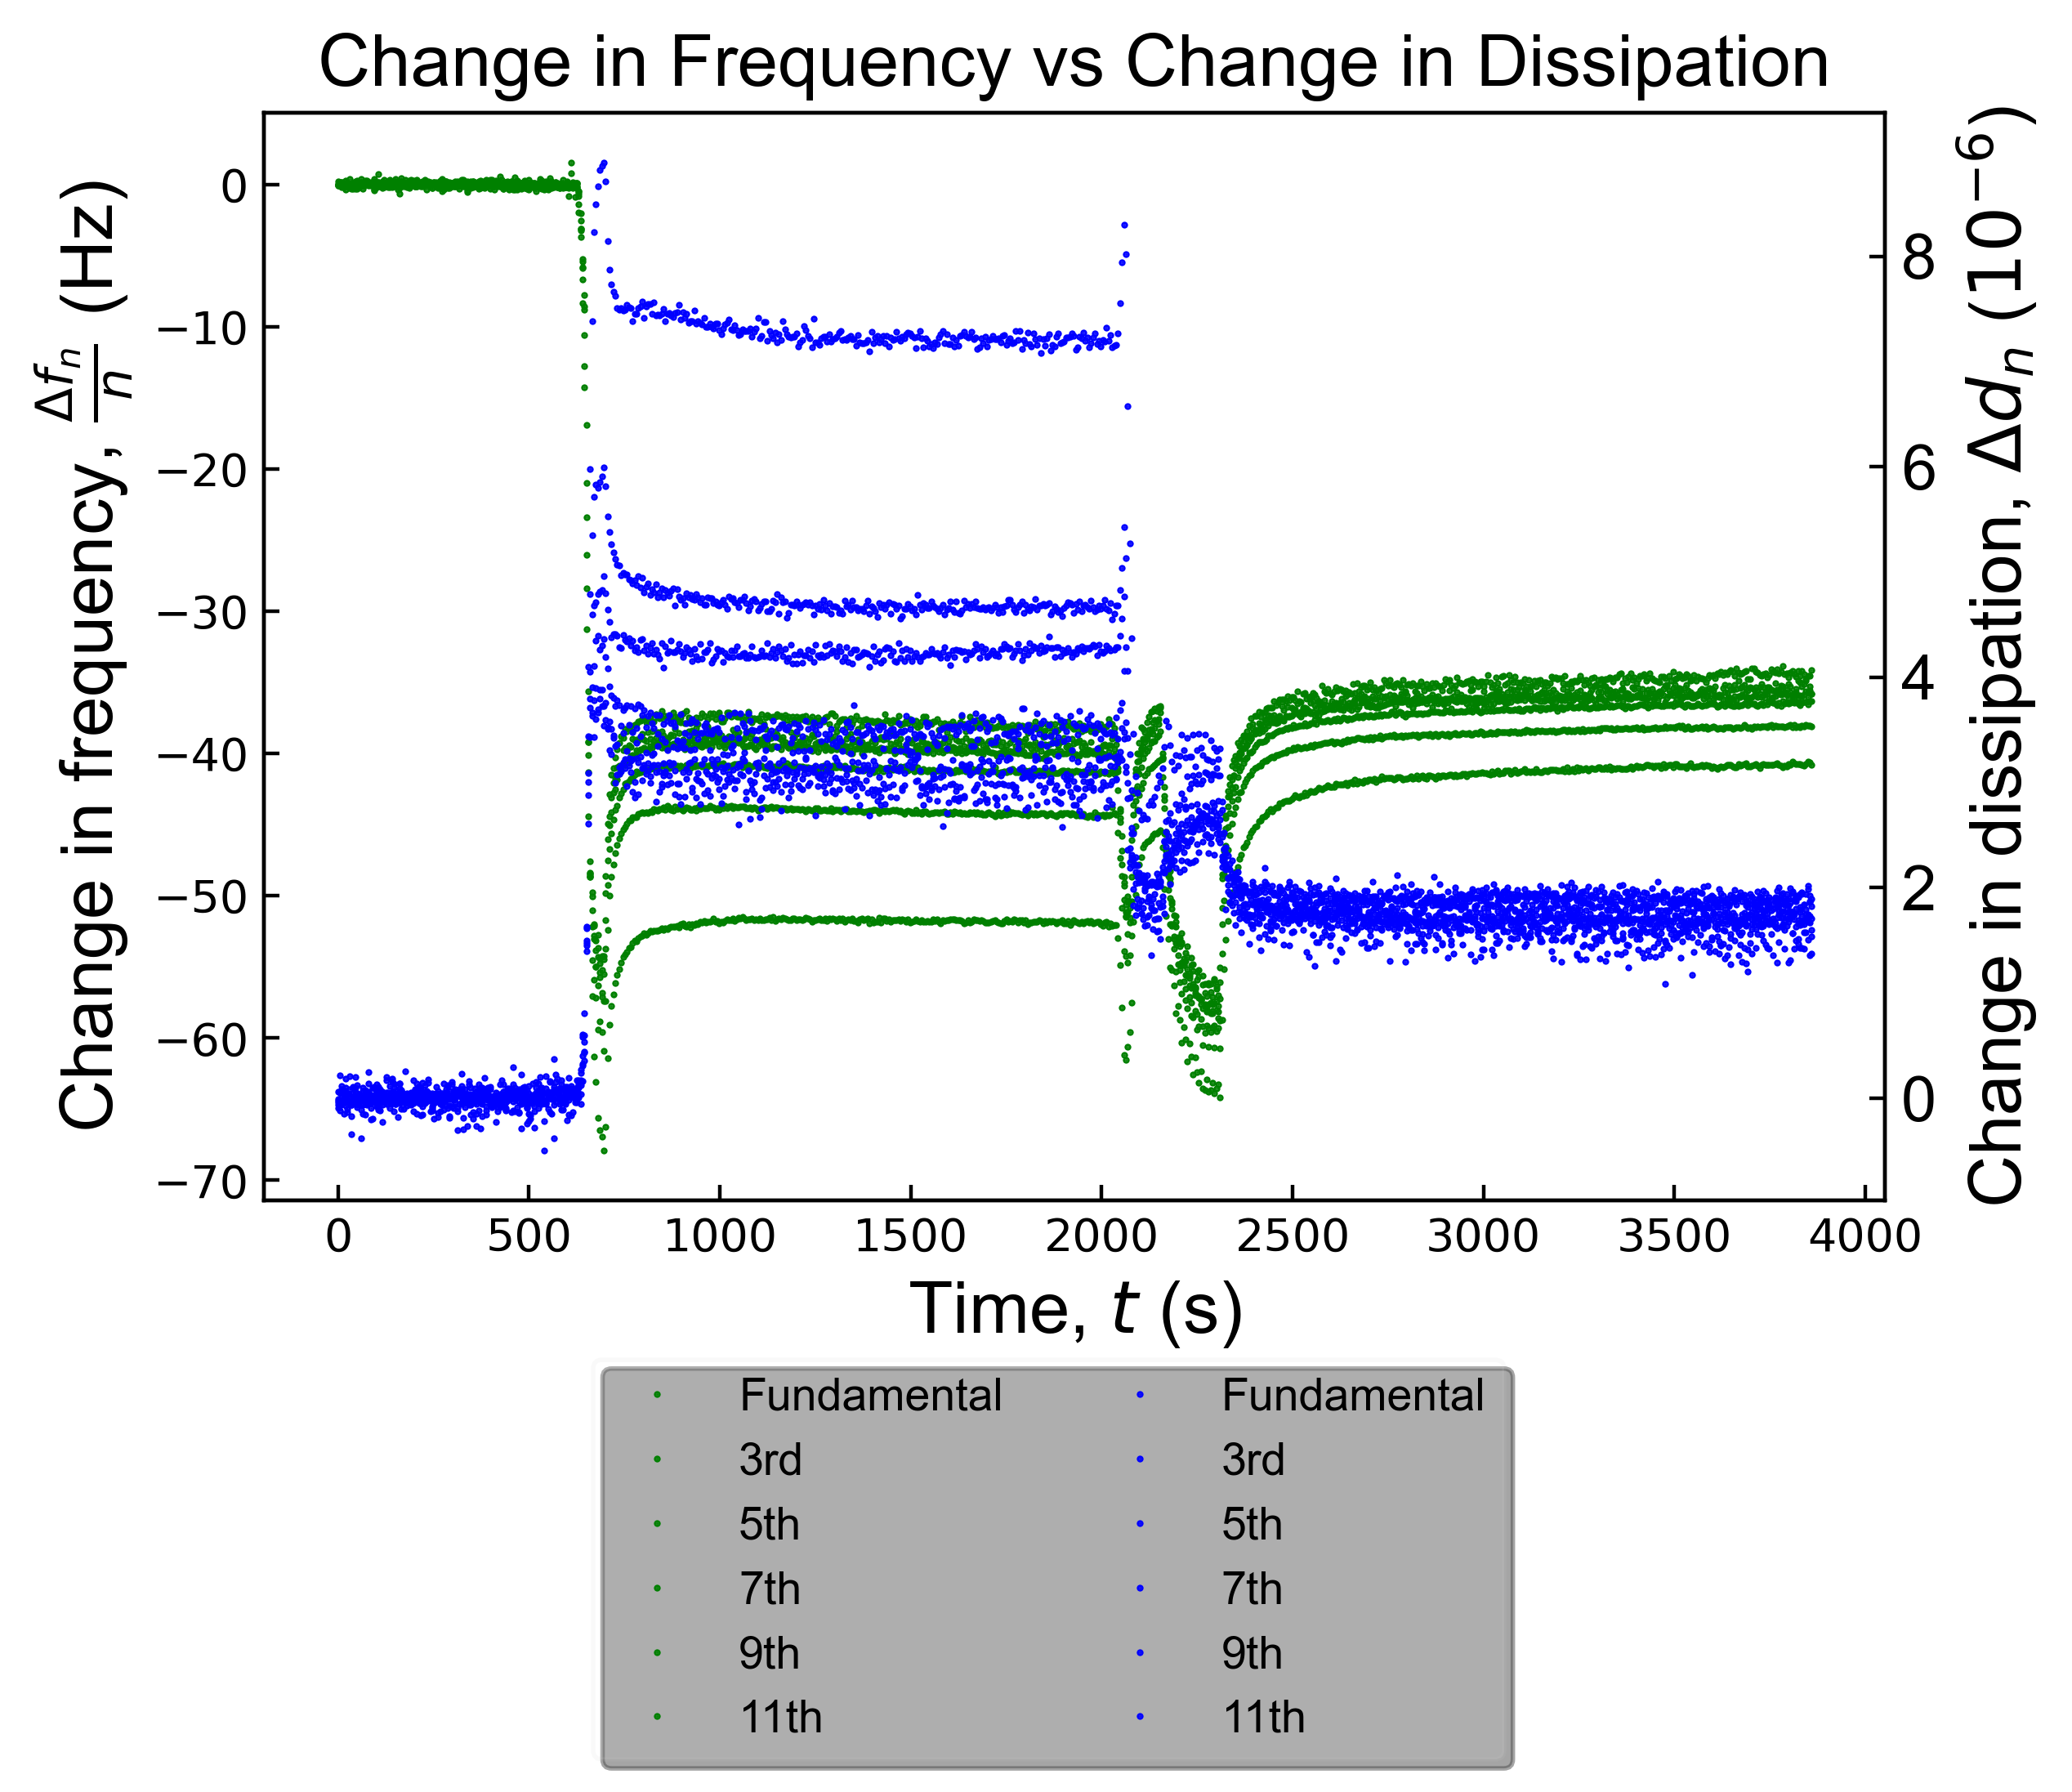 Change in Frequency vs Change in Dissipation
Change in frequency, Δfn/n (Hz)
0
−10
−20
−30
−40
−50
−60
−70
Change in dissipation, Δdn (10−6)
8
6
4
2
0
0 500 1000 1500 2000 2500 3000 3500 4000
Time, t (s)
Fundamental Fundamental
3rd 3rd
5th 5th
7th 7th
9th 9th
11th 11th